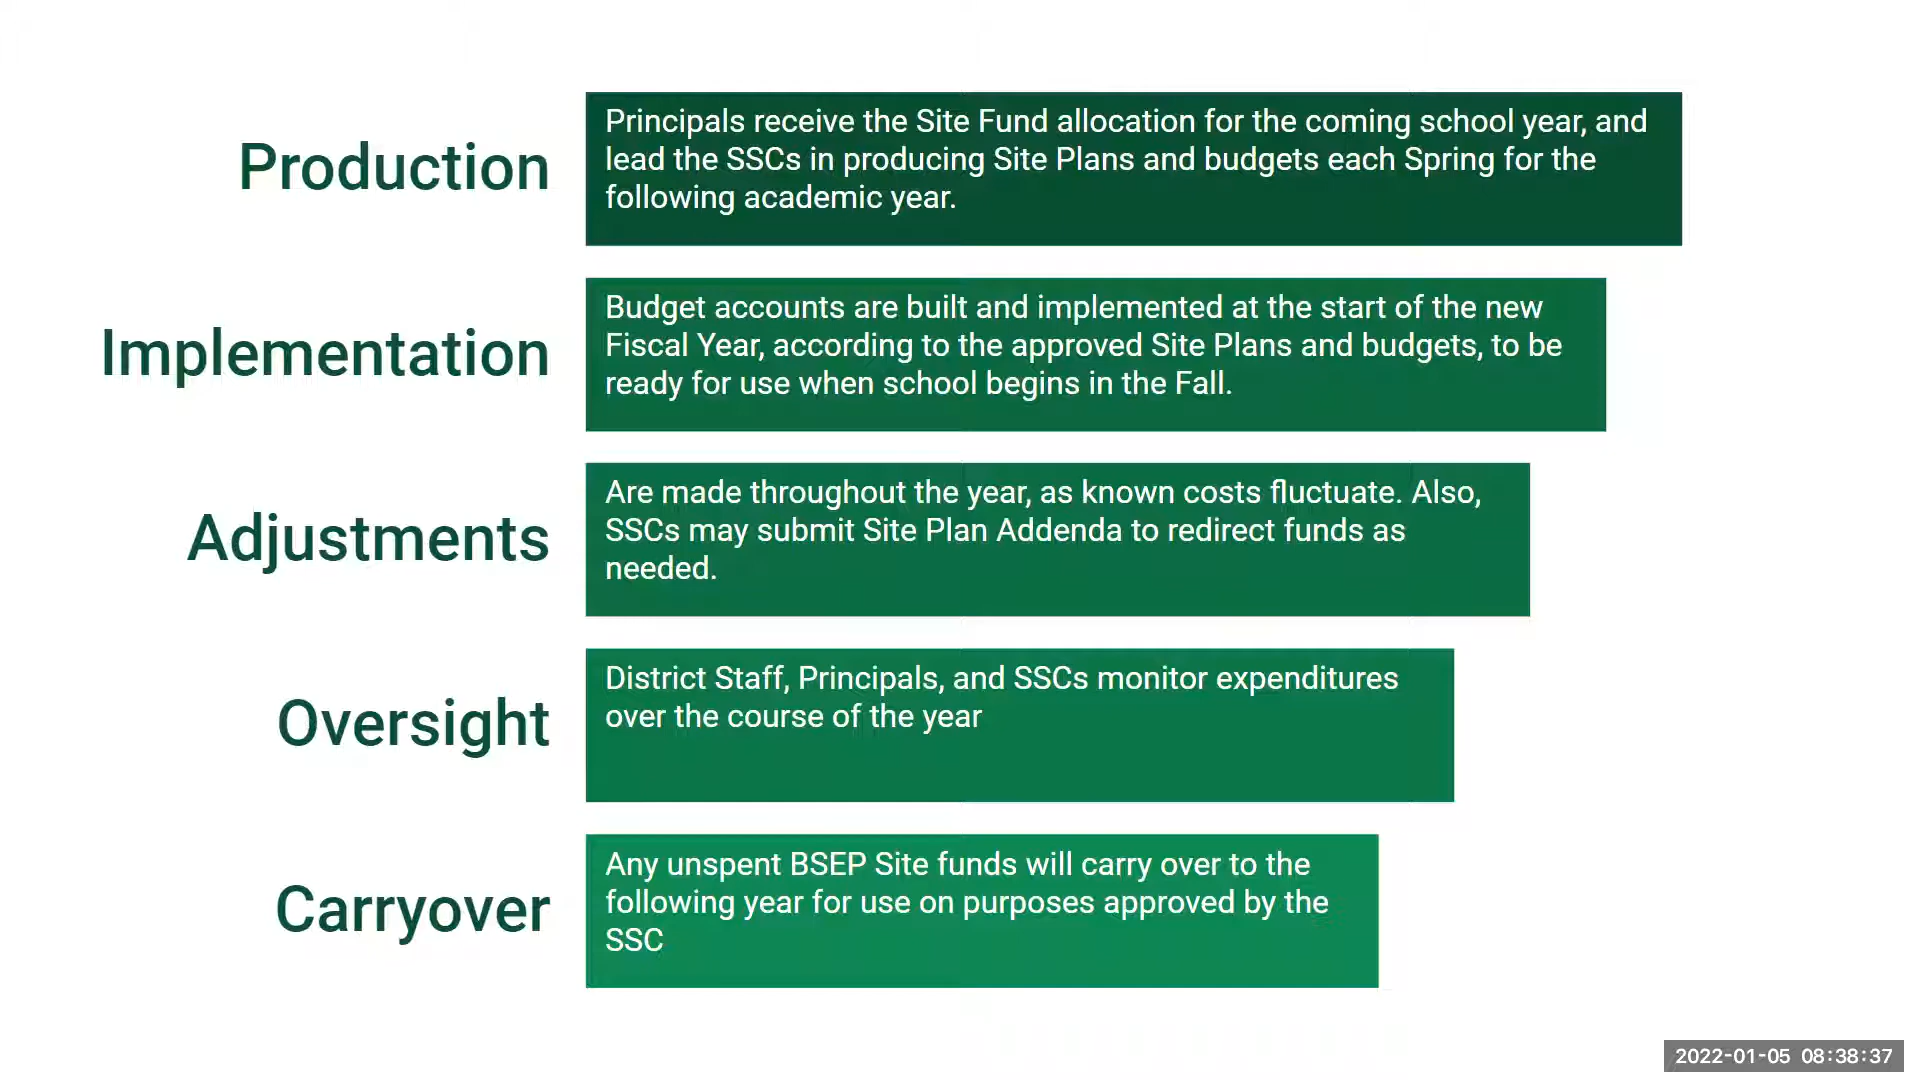 Production
Principals receive the Site Fund allocation for the coming school year, and
lead the SSCs in producing Site Plans and budgets each Spring for the
following academic year.
Implementation
Budget accounts are built and implemented at the start of the new
Fiscal Year, according to the approved Site Plans and budgets, to be
ready for use when school begins in the Fall.
Adjustments
Are made throughout the year, as known costs fluctuate. Also,
SSCs may submit Site Plan Addenda to redirect funds as
needed.
Oversight
District Staff, Principals, and SSCs monitor expenditures
over the course of the year
Carryover
Any unspent BSEP Site funds will carry over to the
following year for use on purposes approved by the
SSC
2022-01-05 08:38:37